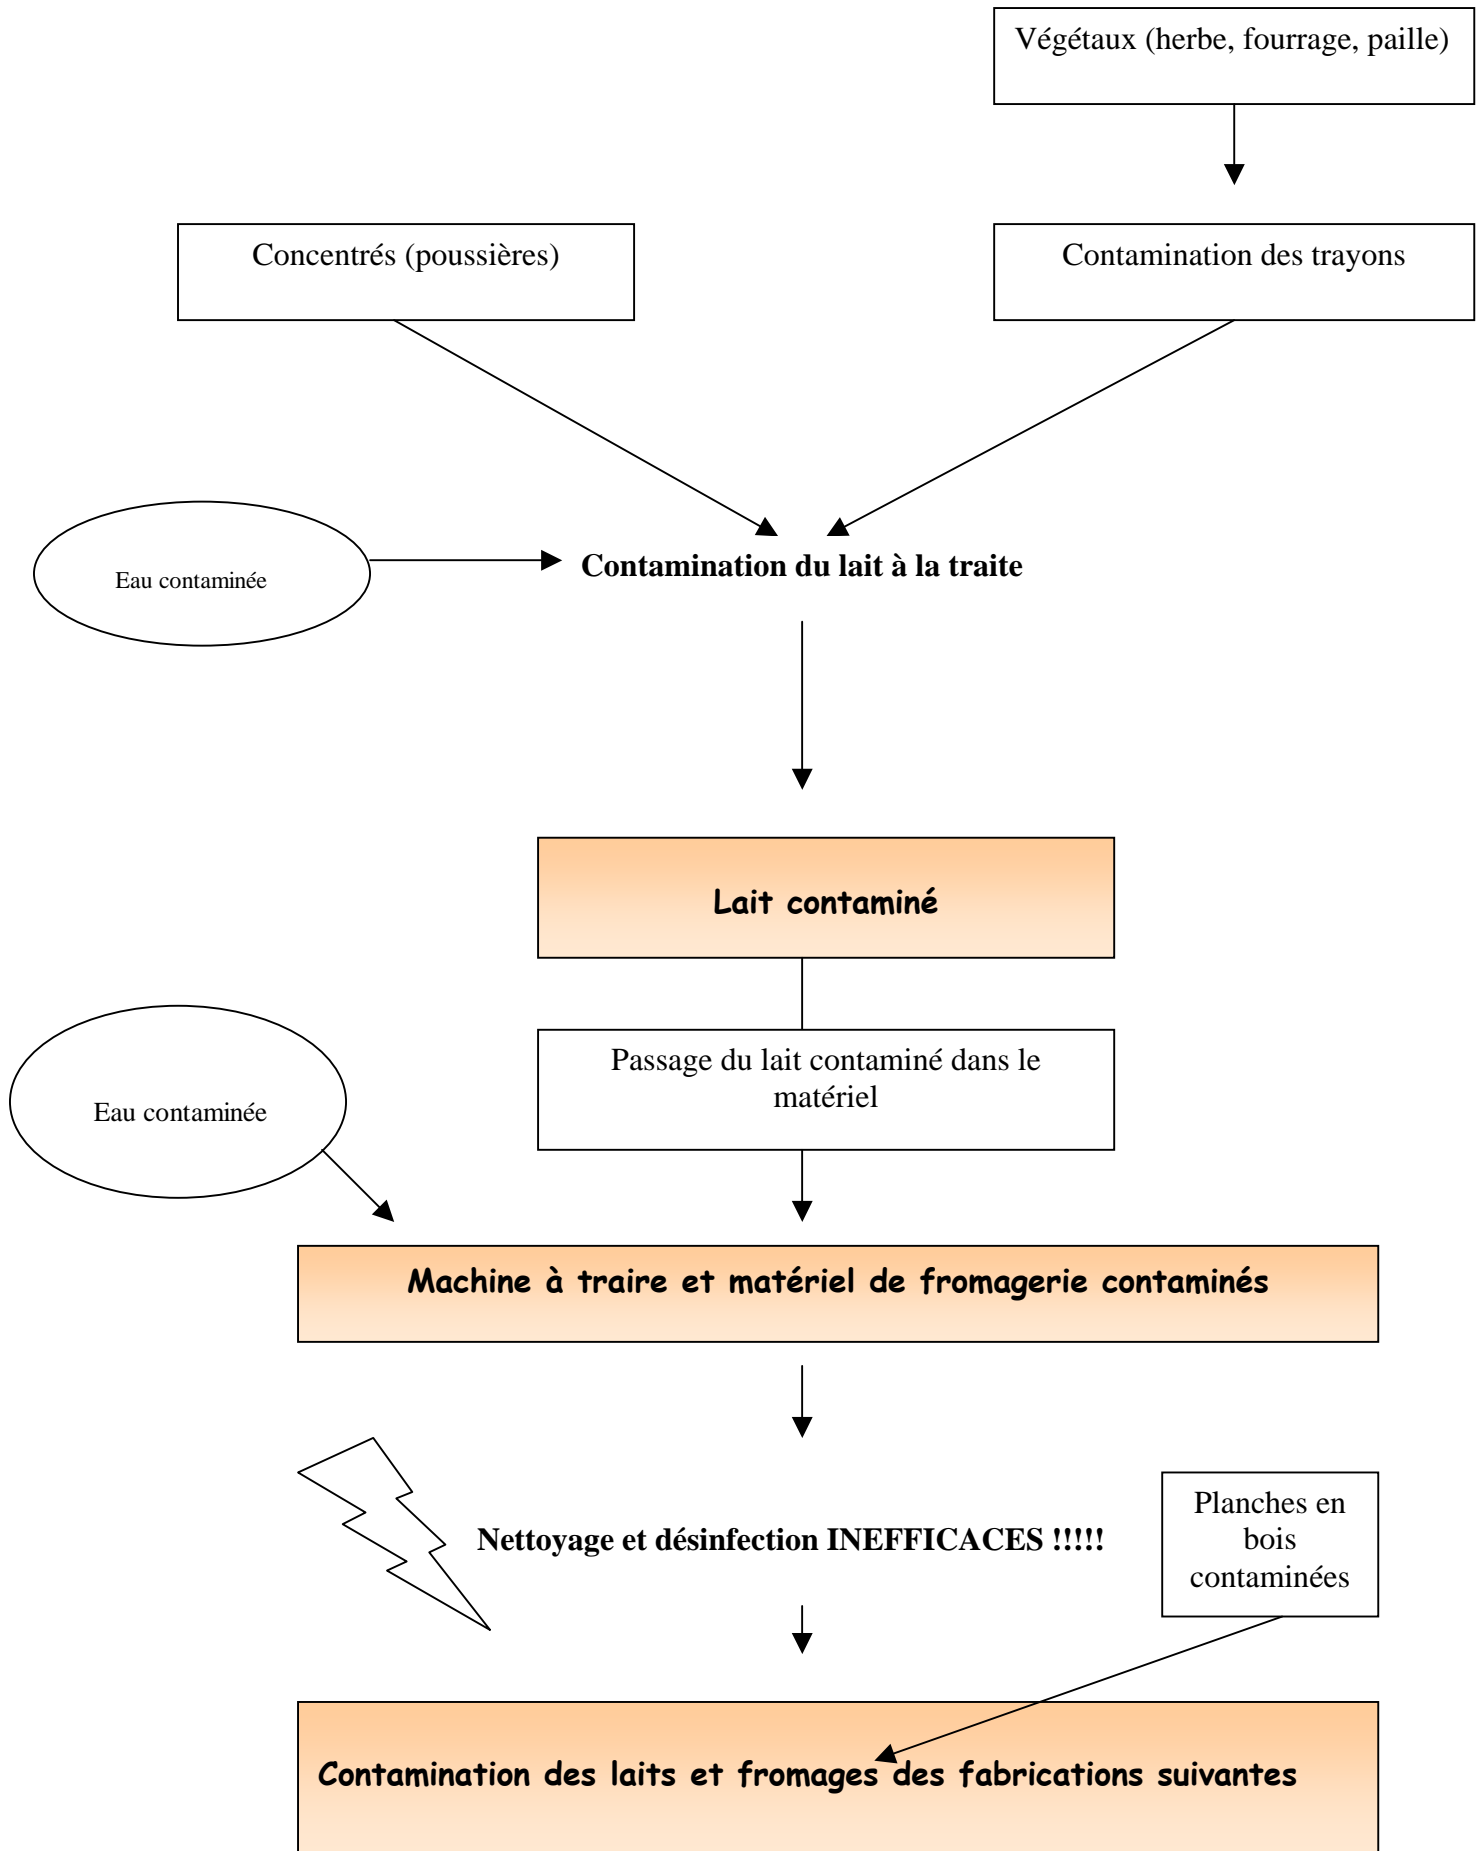 Végétaux (herbe, fourrage, paille)
Concentrés (poussières)
Contamination des trayons
Eau contaminée
Contamination du lait à la traite
Lait contaminé
Passage du lait contaminé dans le
matériel
Eau contaminée
Machine à traire et matériel de fromagerie contaminés
Nettoyage et désinfection INEFFICACES !!!!!
Planches en
bois
contaminées
Contamination des laits et fromages des fabrications suivantes